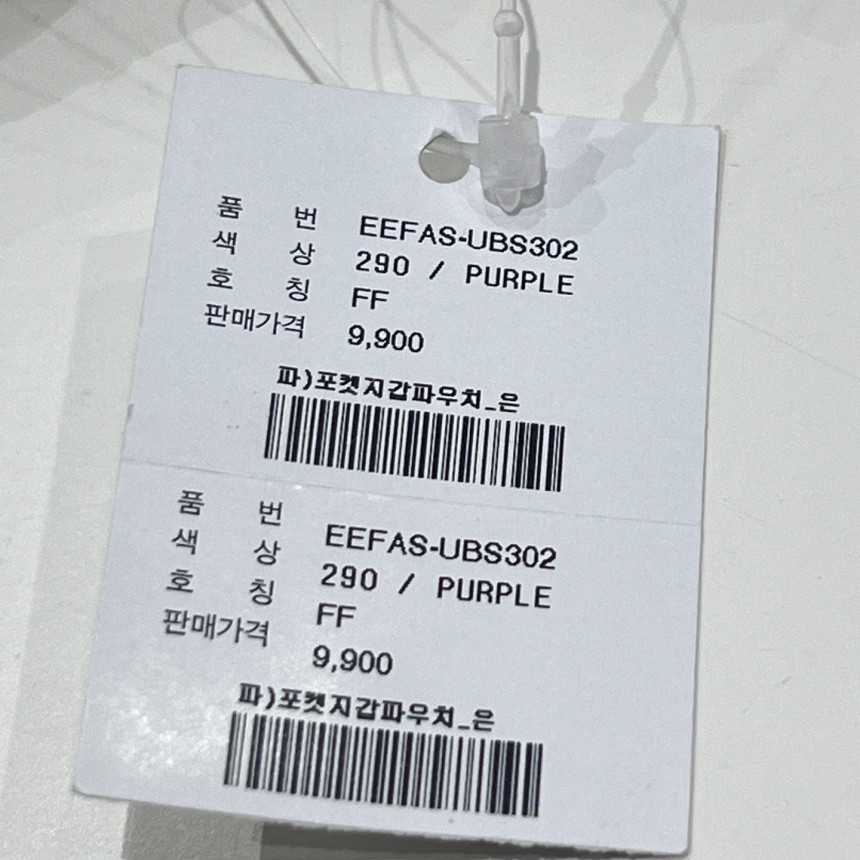 품 번 EEFAS-UBS302
색 상 290 / PURPLE
호 칭 FF
판매가격 9,900
파)포켓지갑파우치_은
품 번 EEFAS-UBS302
색 상 290 / PURPLE
호 칭 FF
판매가격 9,900
파)포켓지갑파우치_은